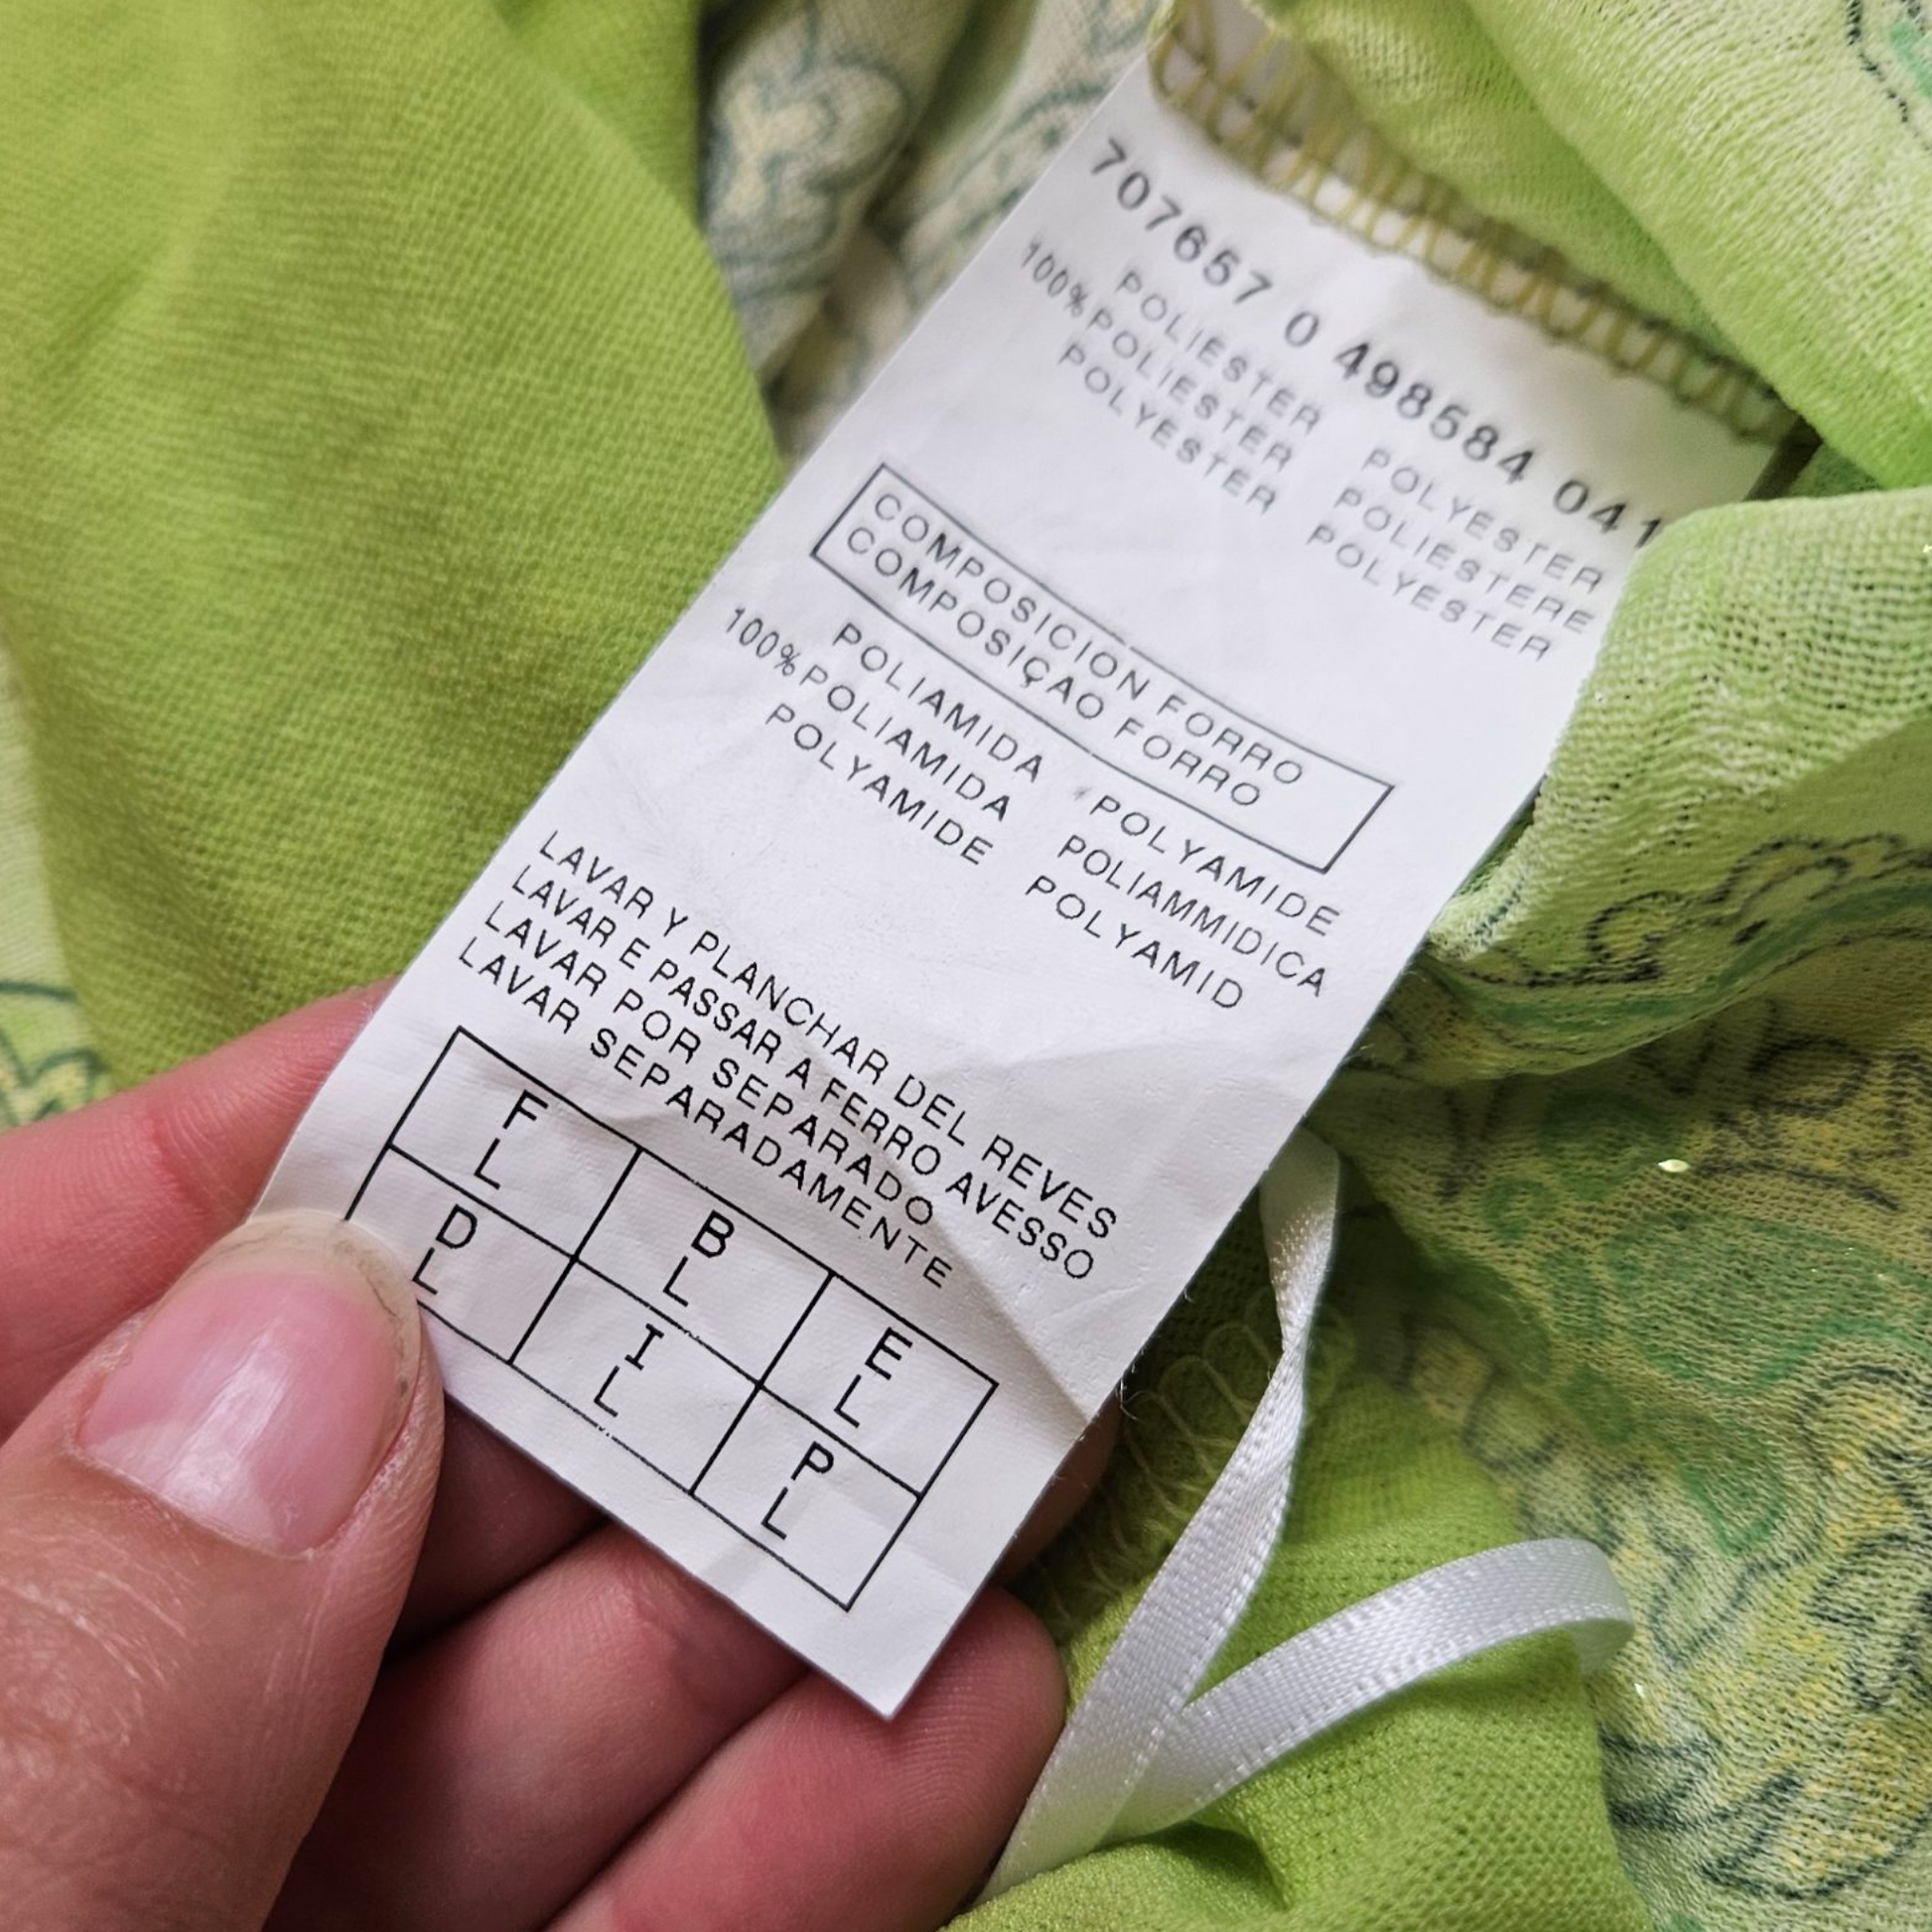 707657 0 498584 041
POLIESTER POLYESTER
100%POLIESTER POLIESTERE
POLYESTER POLYESTER
COMPOSICION FORRO
COMPOSIÇAO FORRO
POLIAMIDA POLYAMIDE
100%POLIAMIDA POLIAMMIDICA
POLYAMIDE POLYAMID
LAVAR Y PLANCHAR DEL REVES
LAVAR E PASSAR A FERRO AVESSO
LAVAR POR SEPARADO
LAVAR SEPARADAMENTE
F B E
L L L
D I P
L L L